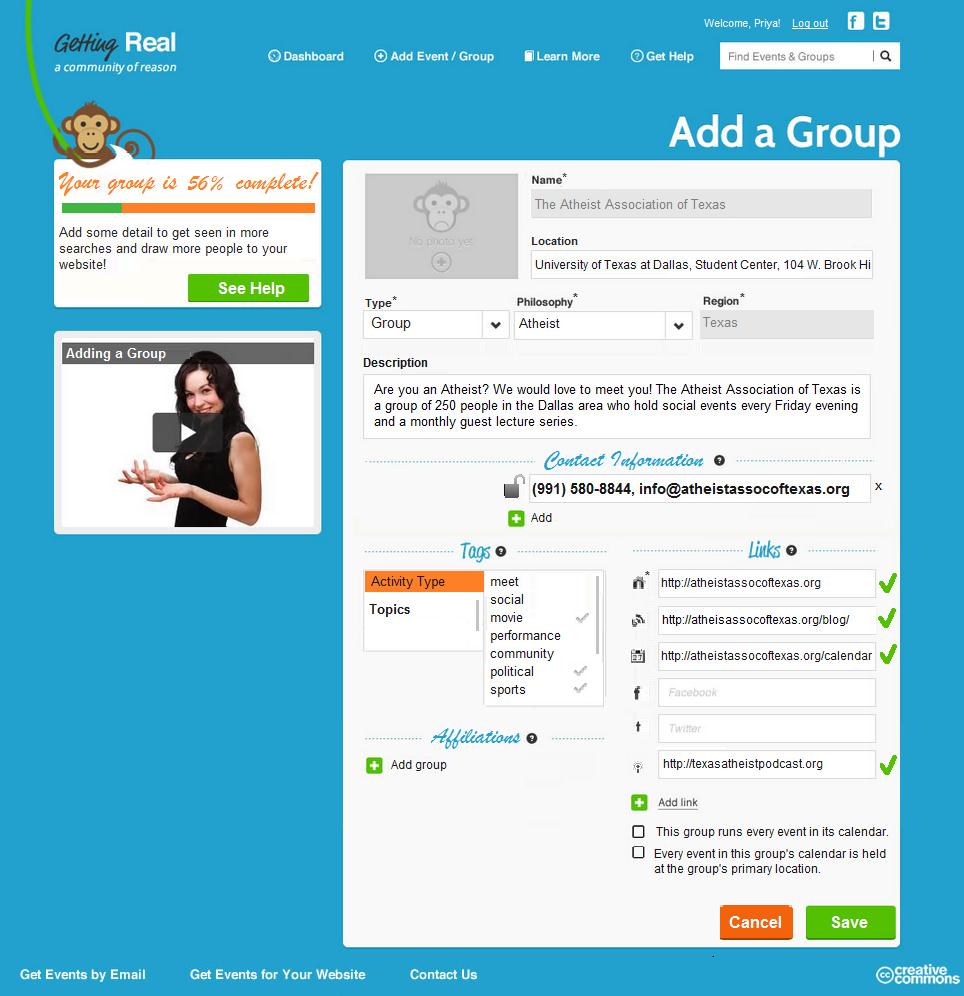 Welcome, Priya! Log out
Getting Real
a community of reason
Dashboard
Add Event / Group
Learn More
Get Help
Find Events & Groups
Add a Group
Your group is 56% complete!
Add some detail to get seen in more
searches and draw more people to your
website!
See Help
Adding a Group
No photo yet
Name*
The Atheist Association of Texas
Location
University of Texas at Dallas, Student Center, 104 W. Brook Hi
Type*
Group
Philosophy*
Atheist
Region*
Texas
Description
Are you an Atheist? We would love to meet you! The Atheist Association of Texas is
a group of 250 people in the Dallas area who hold social events every Friday evening
and a monthly guest lecture series.
Contact Information ?
(991) 580-8844, info@atheistassocoftexas.org x
Add
Tags ?
Activity Type
Topics
meet
social
movie
performance
community
political
sports
Affiliations ?
Add group
Links ?
* http://atheistassocoftexas.org
http://atheisassocoftexas.org/blog/
http://atheistassocoftexas.org/calendar
f Facebook
t Twitter
http://texasatheistpodcast.org
Add link
This group runs every event in its calendar.
Every event in this group's calendar is held
at the group's primary location.
Cancel
Save
Get Events by Email
Get Events for Your Website
Contact Us
cc creative
commons